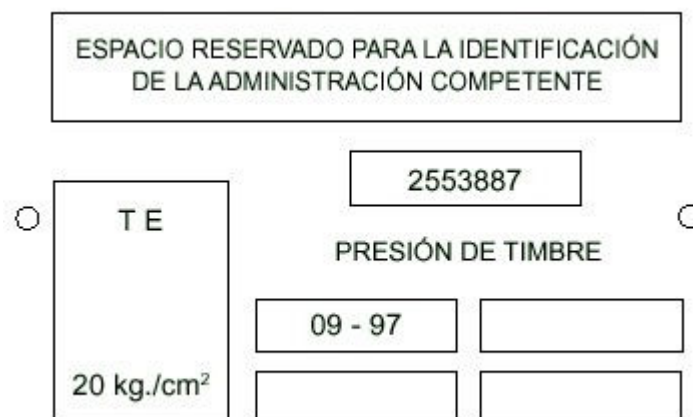 ESPACIO RESERVADO PARA LA IDENTIFICACIÓN
DE LA ADMINISTRACIÓN COMPETENTE
2553887
T E
PRESIÓN DE TIMBRE
09 - 97
20 kg./cm²